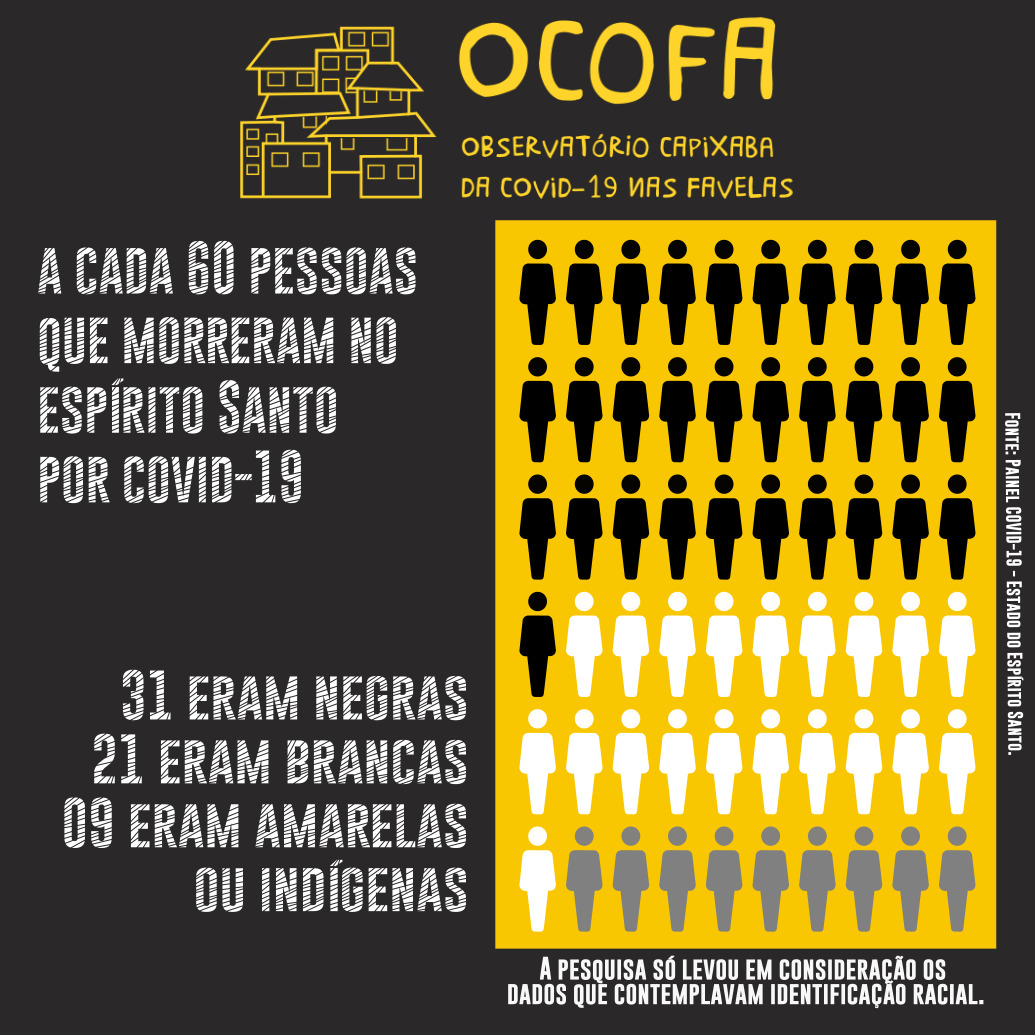 OCOFA
OBSERVATÓRIO CAPIXABA
DA COVID-19 NAS FAVELAS
A CADA 60 PESSOAS
QUE MORRERAM NO
ESPÍRITO SANTO
POR COVID-19
31 ERAM NEGRAS
21 ERAM BRANCAS
09 ERAM AMARELAS
OU INDÍGENAS
FONTE: PAINEL COVID-19 - ESTADO DO ESPÍRITO SANTO.
A PESQUISA SÓ LEVOU EM CONSIDERAÇÃO OS
DADOS QUE CONTEMPLAVAM IDENTIFICAÇÃO RACIAL.